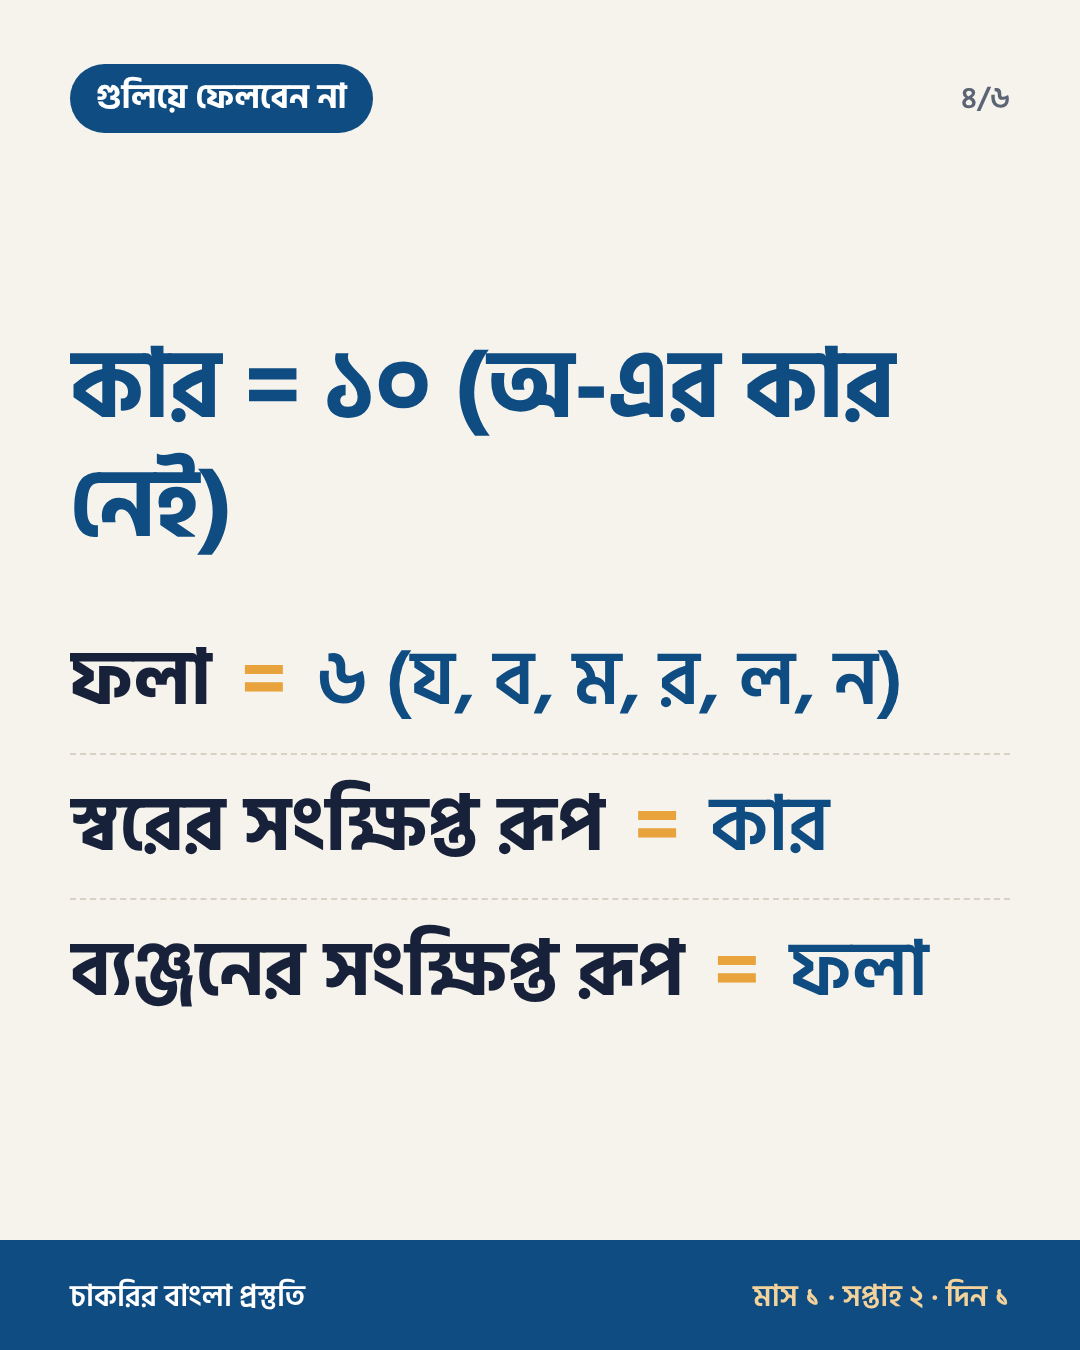 গুলিয়ে ফেলবেন না
৪/৬
কার = ১০ (অ-এর কার
নেই)
ফলা = ৬ (য, ব, ম, র, ল, ন)
স্বরের সংক্ষিপ্ত রূপ = কার
ব্যঞ্জনের সংক্ষিপ্ত রূপ = ফলা
চাকরির বাংলা প্রস্তুতি
মাস ১ · সপ্তাহ ২ · দিন ১